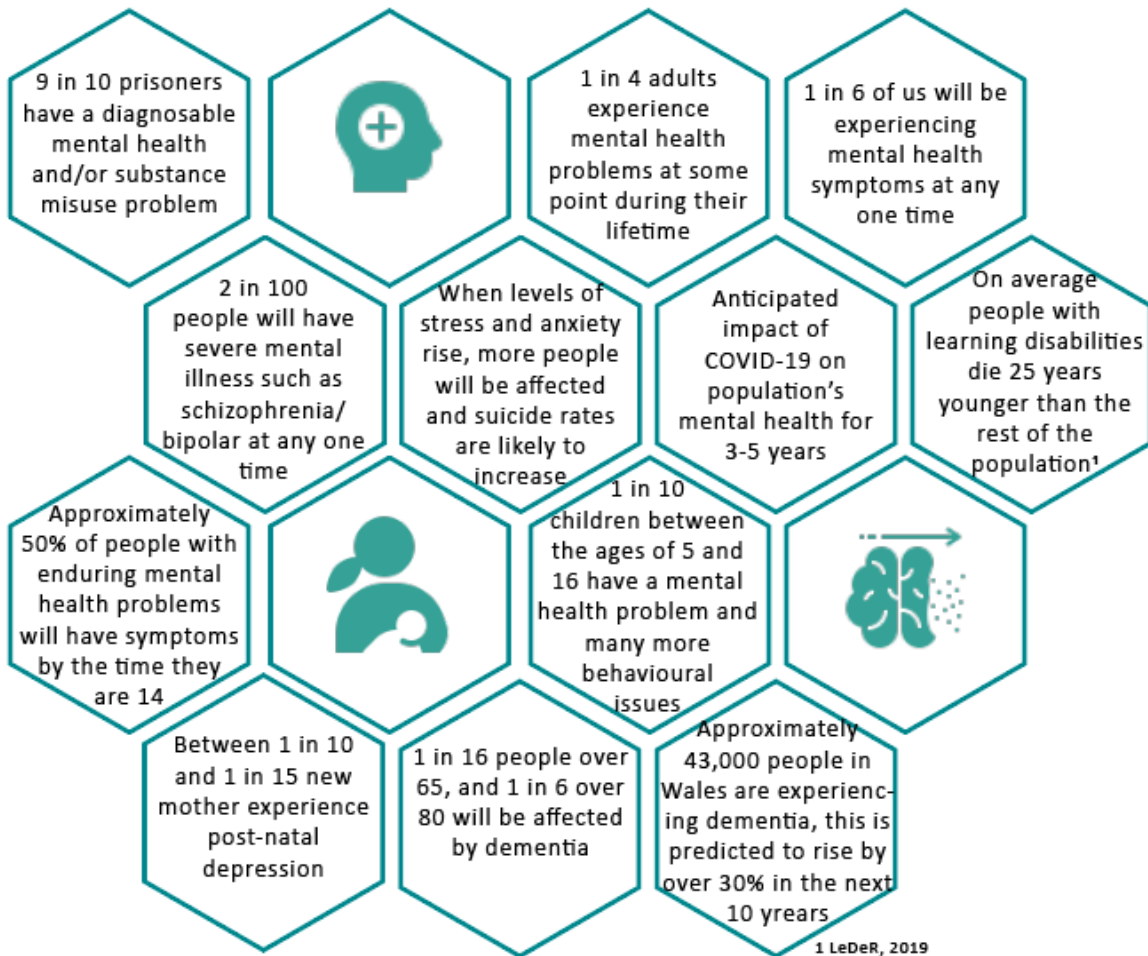 9 in 10 prisoners
have a diagnosable
mental health
and/or substance
misuse problem
1 in 4 adults
experience
mental health
problems at some
point during their
lifetime
1 in 6 of us will be
experiencing
mental health
symptoms at any
one time
2 in 100
people will have
severe mental
illness such as
schizophrenia/
bipolar at any one
time
When levels of
stress and anxiety
rise, more people
will be affected
and suicide rates
are likely to
increase
Anticipated
impact of
COVID-19 on
population's
mental health for
3-5 years
On average
people with
learning disabilities
die 25 years
younger than the
rest of the
population¹
Approximately
50% of people with
enduring mental
health problems
will have symptoms
by the time they
are 14
1 in 10
children between
the ages of 5 and
16 have a mental
health problem and
many more
behavioural
issues
Between 1 in 10
and 1 in 15 new
mother experience
post-natal
depression
1 in 16 people over
65, and 1 in 6 over
80 will be affected
by dementia
Approximately
43,000 people in
Wales are experienc-
ing dementia, this is
predicted to rise by
over 30% in the next
10 yrears
1 LeDeR, 2019